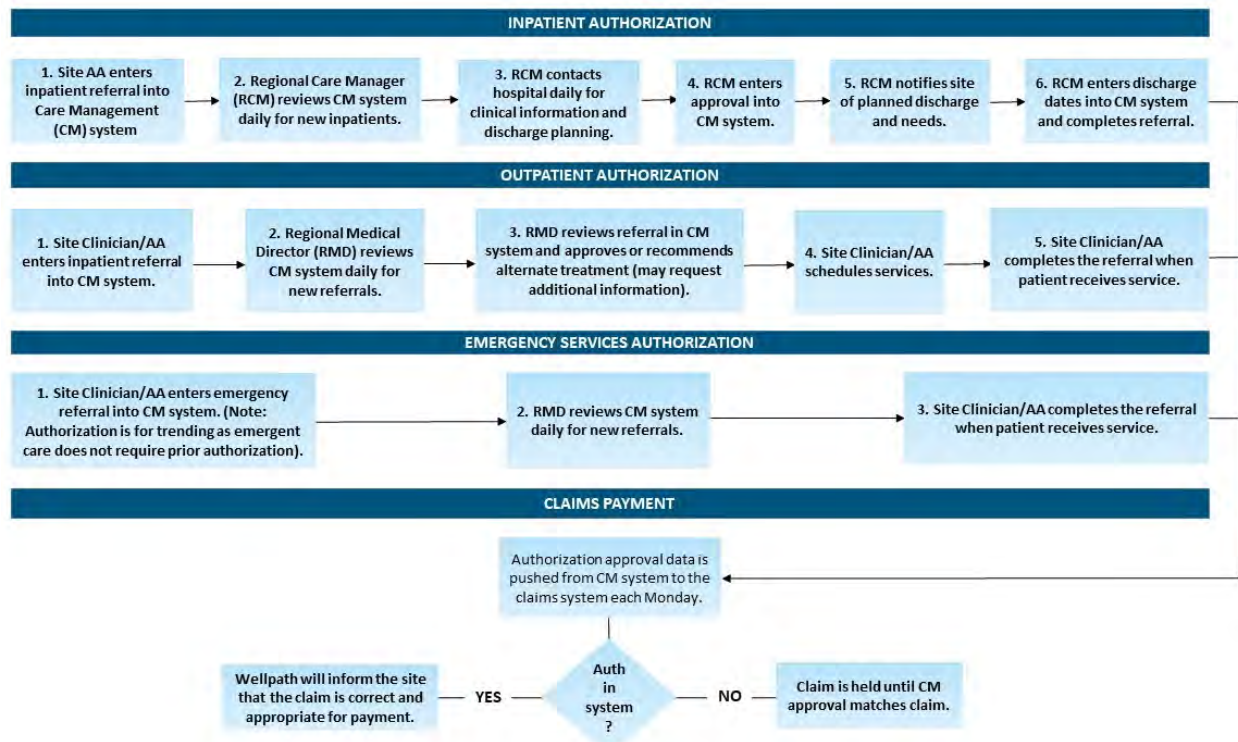 INPATIENT AUTHORIZATION
1. Site AA enters
inpatient referral into
Care Management (CM)
system
2. Regional Care Manager
(RCM) reviews CM system
daily for new inpatients.
3. RCM contacts
hospital daily for
clinical information and
discharge planning.
4. RCM enters
approval into
CM system.
5. RCM notifies site
of planned discharge
and needs.
6. RCM enters discharge
dates into CM system
and completes referral.
OUTPATIENT AUTHORIZATION
1. Site Clinician/AA
enters inpatient referral
into CM system.
2. Regional Medical
Director (RMD) reviews
CM system daily for
new referrals.
3. RMD reviews referral in CM
system and approves or recommends
alternate treatment (may request
additional information).
4. Site Clinician/AA
schedules services.
5. Site Clinician/AA
completes the referral when
patient receives service.
EMERGENCY SERVICES AUTHORIZATION
1. Site Clinician/AA enters emergency
referral into CM system. (Note:
Authorization is for trending as emergent
care does not require prior authorization).
2. RMD reviews CM system
daily for new referrals.
3. Site Clinician/AA completes the referral
when patient receives service.
CLAIMS PAYMENT
Authorization approval data is
pushed from CM system to the
claims system each Monday.
Wellpath will inform the site
that the claim is correct and
appropriate for payment.
YES
Auth
in
system
?
NO
Claim is held until CM
approval matches claim.